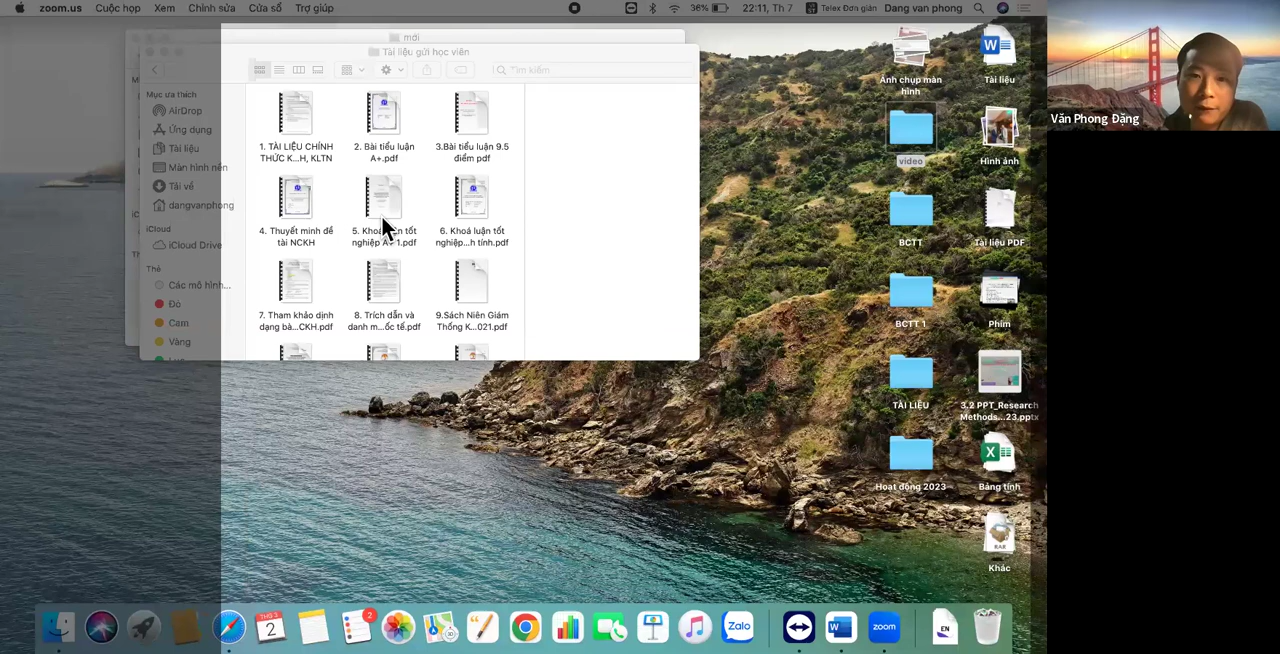 zoom.us Cuộc họp Xem Chỉnh sửa Cửa sổ Trợ giúp 36% 22:11, Th 7 Telex Đơn giản Dang van phong
mới
Tài liệu gửi học viên
Tìm kiếm
Mục ưa thích
AirDrop
Ứng dụng
Tài liệu
Màn hình nền
Tải về
dangvanphong
iCloud
iCloud Drive
Thẻ
Các mô hình...
Đỏ
Cam
Vàng
1. TÀI LIỆU CHÍNH
THỨC K...H, KLTN
2. Bài tiểu luận
A+.pdf
3.Bài tiểu luận 9.5
điểm pdf
4. Thuyết minh đề
tài NCKH
5. Khoá luận tốt
nghiệp A+ 1.pdf
6. Khoá luận tốt
nghiệp...h tính.pdf
7. Tham khảo định
dạng bà...CKH.pdf
8. Trích dẫn và
danh m...ốc tế.pdf
9.Sách Niên Giám
Thống K...021.pdf
Ảnh chụp màn
hình
Tài liệu
video
Hình ảnh
BCTT
Tài liệu PDF
BCTT 1
Phim
TÀI LIỆU
3.2 PPT_Research
Methods...23.pptx
Hoạt động 2023
Bảng tính
RAR
Khác
Văn Phong Đặng
THG 3
2
2
Zalo
W
zoom
EN